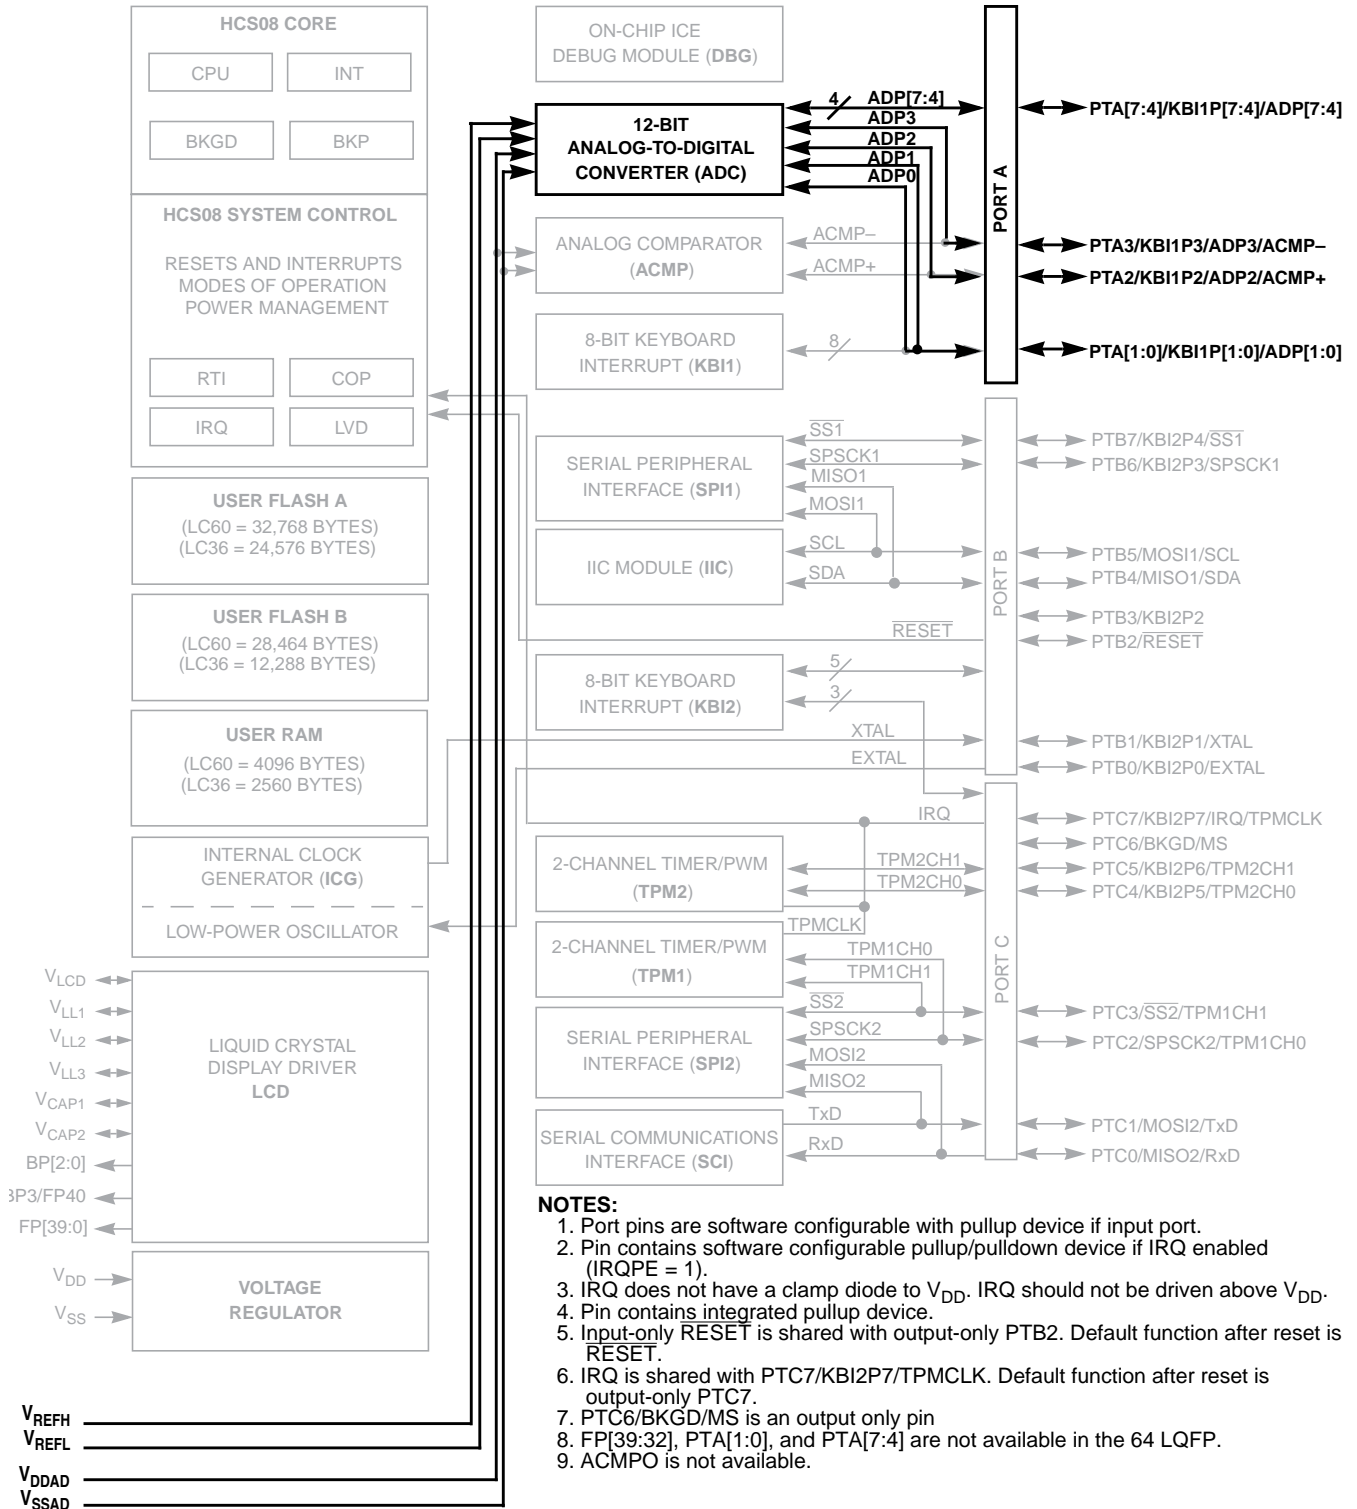 HCS08 CORE
CPU
INT
BKGD
BKP
HCS08 SYSTEM CONTROL
RESETS AND INTERRUPTS
MODES OF OPERATION
POWER MANAGEMENT
RTI
COP
IRQ
LVD
USER FLASH A
(LC60 = 32,768 BYTES)
(LC36 = 24,576 BYTES)
USER FLASH B
(LC60 = 28,464 BYTES)
(LC36 = 12,288 BYTES)
USER RAM
(LC60 = 4096 BYTES)
(LC36 = 2560 BYTES)
INTERNAL CLOCK
GENERATOR (ICG)
LOW-POWER OSCILLATOR
VLCD
VLL1
VLL2
VLL3
VCAP1
VCAP2
BP[2:0]
BP3/FP40
FP[39:0]
LIQUID CRYSTAL
DISPLAY DRIVER
LCD
VDD
VSS
VOLTAGE
REGULATOR
VREFH
VREFL
VDDAD
VSSAD
ON-CHIP ICE
DEBUG MODULE (DBG)
12-BIT
ANALOG-TO-DIGITAL
CONVERTER (ADC)
4
ADP[7:4]
ADP3
ADP2
ADP1
ADP0
ANALOG COMPARATOR
(ACMP)
ACMP–
ACMP+
8-BIT KEYBOARD
INTERRUPT (KBI1)
8
SERIAL PERIPHERAL
INTERFACE (SPI1)
SS1
SPSCK1
MISO1
MOSI1
IIC MODULE (IIC)
SCL
SDA
RESET
8-BIT KEYBOARD
INTERRUPT (KBI2)
5
3
XTAL
EXTAL
IRQ
2-CHANNEL TIMER/PWM
(TPM2)
TPM2CH1
TPM2CH0
TPMCLK
2-CHANNEL TIMER/PWM
(TPM1)
TPM1CH0
TPM1CH1
SERIAL PERIPHERAL
INTERFACE (SPI2)
SS2
SPSCK2
MOSI2
MISO2
SERIAL COMMUNICATIONS
INTERFACE (SCI)
TxD
RxD
PORT A
PTA[7:4]/KBI1P[7:4]/ADP[7:4]
PTA3/KBI1P3/ADP3/ACMP–
PTA2/KBI1P2/ADP2/ACMP+
PTA[1:0]/KBI1P[1:0]/ADP[1:0]
PORT B
PTB7/KBI2P4/SS1
PTB6/KBI2P3/SPSCK1
PTB5/MOSI1/SCL
PTB4/MISO1/SDA
PTB3/KBI2P2
PTB2/RESET
PTB1/KBI2P1/XTAL
PTB0/KBI2P0/EXTAL
PORT C
PTC7/KBI2P7/IRQ/TPMCLK
PTC6/BKGD/MS
PTC5/KBI2P6/TPM2CH1
PTC4/KBI2P5/TPM2CH0
PTC3/SS2/TPM1CH1
PTC2/SPSCK2/TPM1CH0
PTC1/MOSI2/TxD
PTC0/MISO2/RxD
NOTES:
1. Port pins are software configurable with pullup device if input port.
2. Pin contains software configurable pullup/pulldown device if IRQ enabled
(IRQPE = 1).
3. IRQ does not have a clamp diode to VDD. IRQ should not be driven above VDD.
4. Pin contains integrated pullup device.
5. Input-only RESET is shared with output-only PTB2. Default function after reset is
RESET.
6. IRQ is shared with PTC7/KBI2P7/TPMCLK. Default function after reset is
output-only PTC7.
7. PTC6/BKGD/MS is an output only pin
8. FP[39:32], PTA[1:0], and PTA[7:4] are not available in the 64 LQFP.
9. ACMPO is not available.